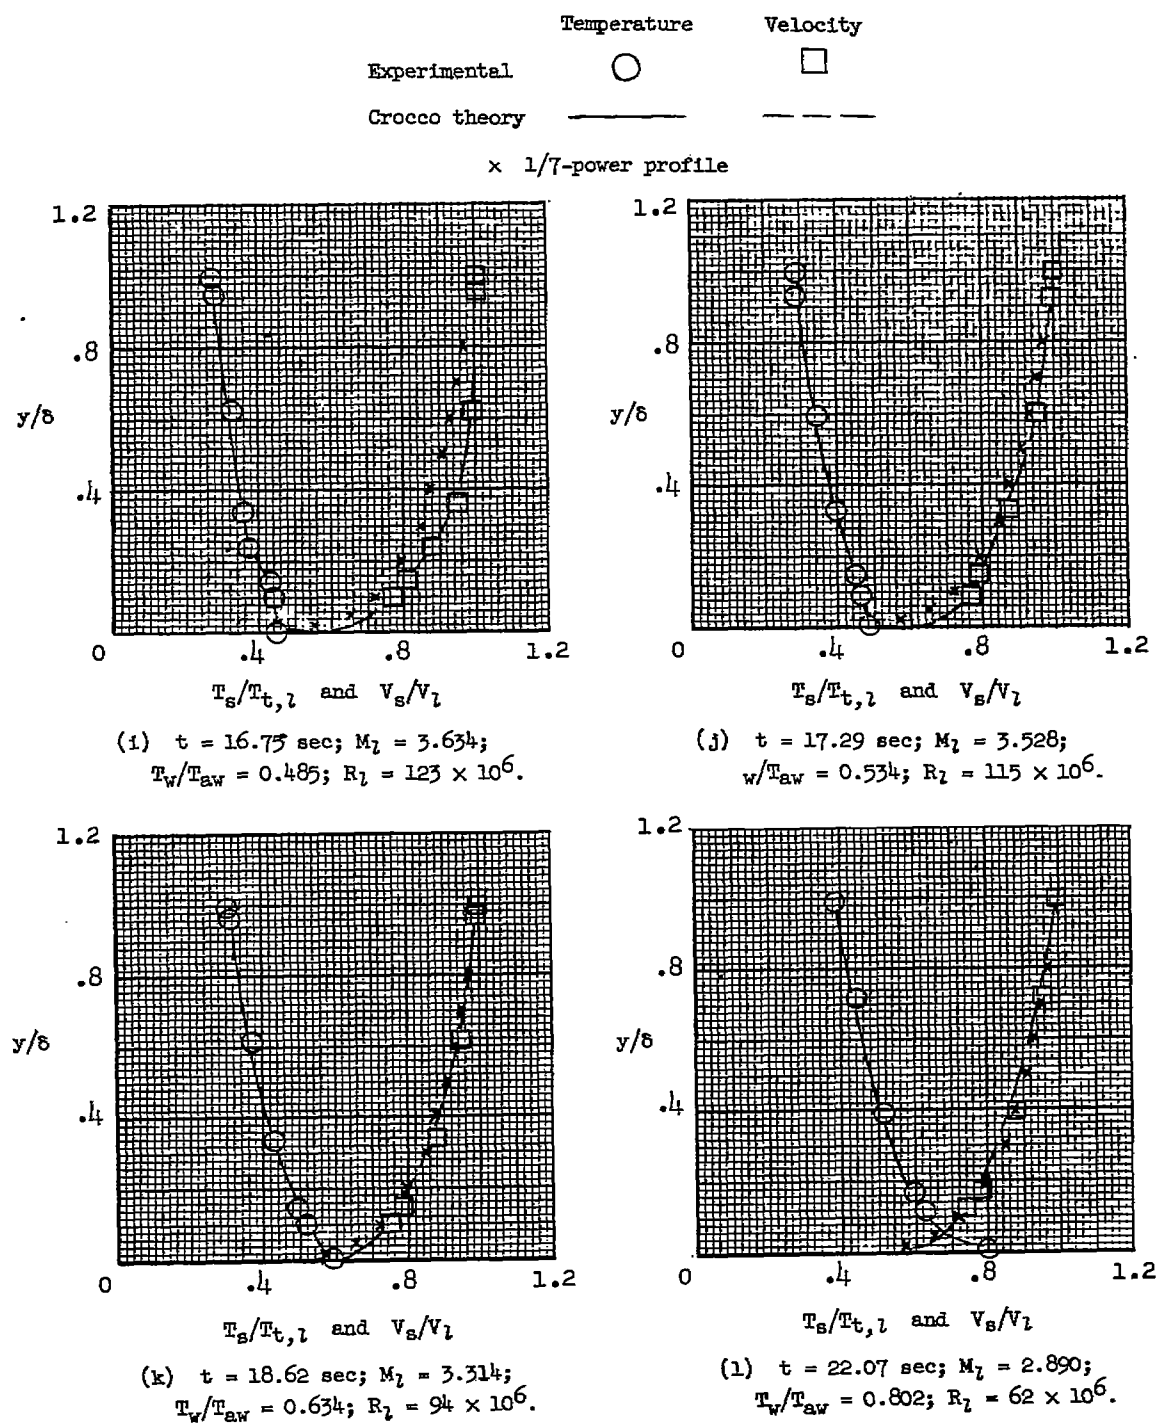 Temperature Velocity
Experimental
Crocco theory
× 1/7-power profile
1.2
.8
y/δ
.4
0 .4 .8 1.2
T_s/T_t,l and V_s/V_l
(i) t = 16.75 sec; M_l = 3.634;
T_w/T_aw = 0.485; R_l = 123 × 10^6.
1.2
.8
y/δ
.4
0 .4 .8 1.2
T_s/T_t,l and V_s/V_l
(j) t = 17.29 sec; M_l = 3.528;
w/T_aw = 0.534; R_l = 115 × 10^6.
1.2
.8
y/δ
.4
0 .4 .8 1.2
T_s/T_t,l and V_s/V_l
(k) t = 18.62 sec; M_l = 3.314;
T_w/T_aw = 0.634; R_l = 94 × 10^6.
1.2
.8
y/δ
.4
0 .4 .8 1.2
T_s/T_t,l and V_s/V_l
(l) t = 22.07 sec; M_l = 2.890;
T_w/T_aw = 0.802; R_l = 62 × 10^6.